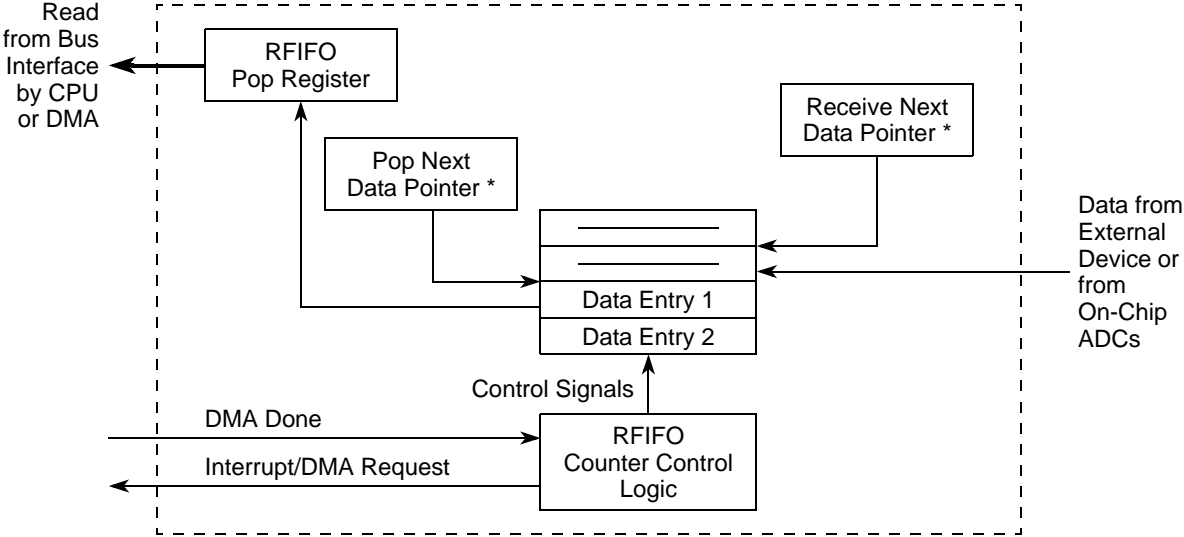 Read
from Bus
Interface
by CPU
or DMA
RFIFO
Pop Register
Receive Next
Data Pointer *
Pop Next
Data Pointer *
Data from
External
Device or
from
On-Chip
ADCs
Data Entry 1
Data Entry 2
Control Signals
DMA Done
RFIFO
Counter Control
Logic
Interrupt/DMA Request